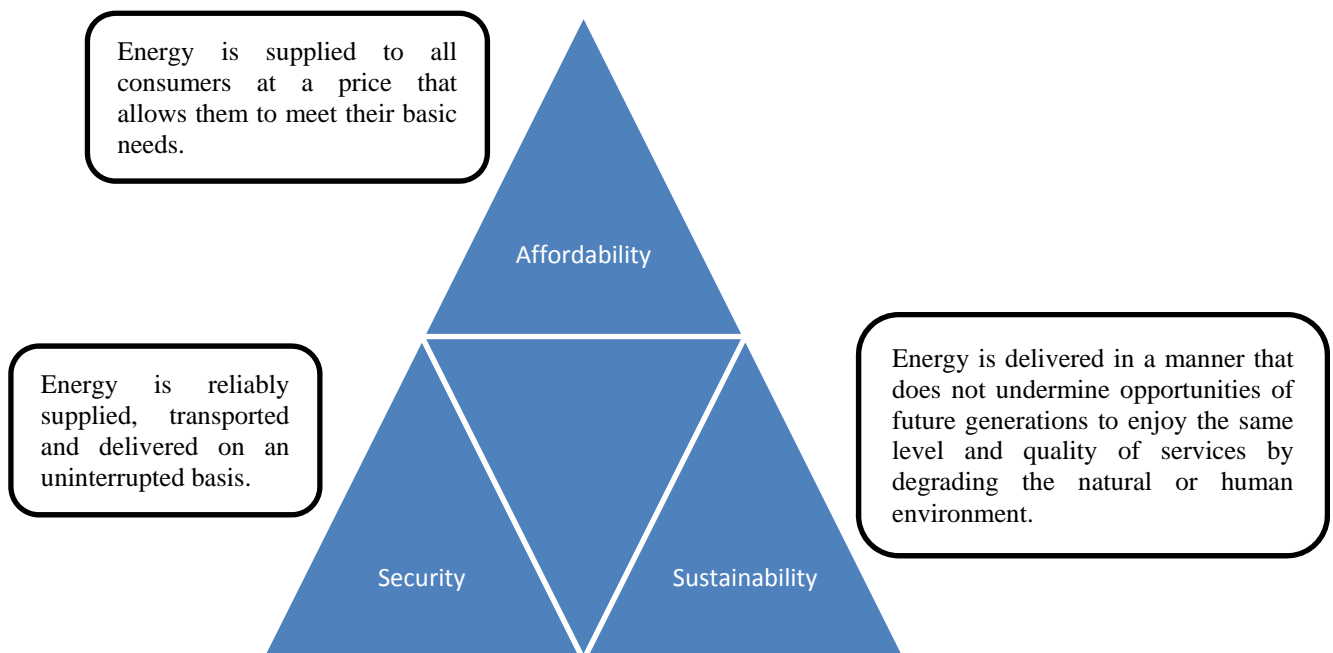 Energy is supplied to all
consumers at a price that
allows them to meet their basic
needs.
Affordability
Energy is reliably
supplied, transported
and delivered on an
uninterrupted basis.
Energy is delivered in a manner that
does not undermine opportunities of
future generations to enjoy the same
level and quality of services by
degrading the natural or human
environment.
Security
Sustainability